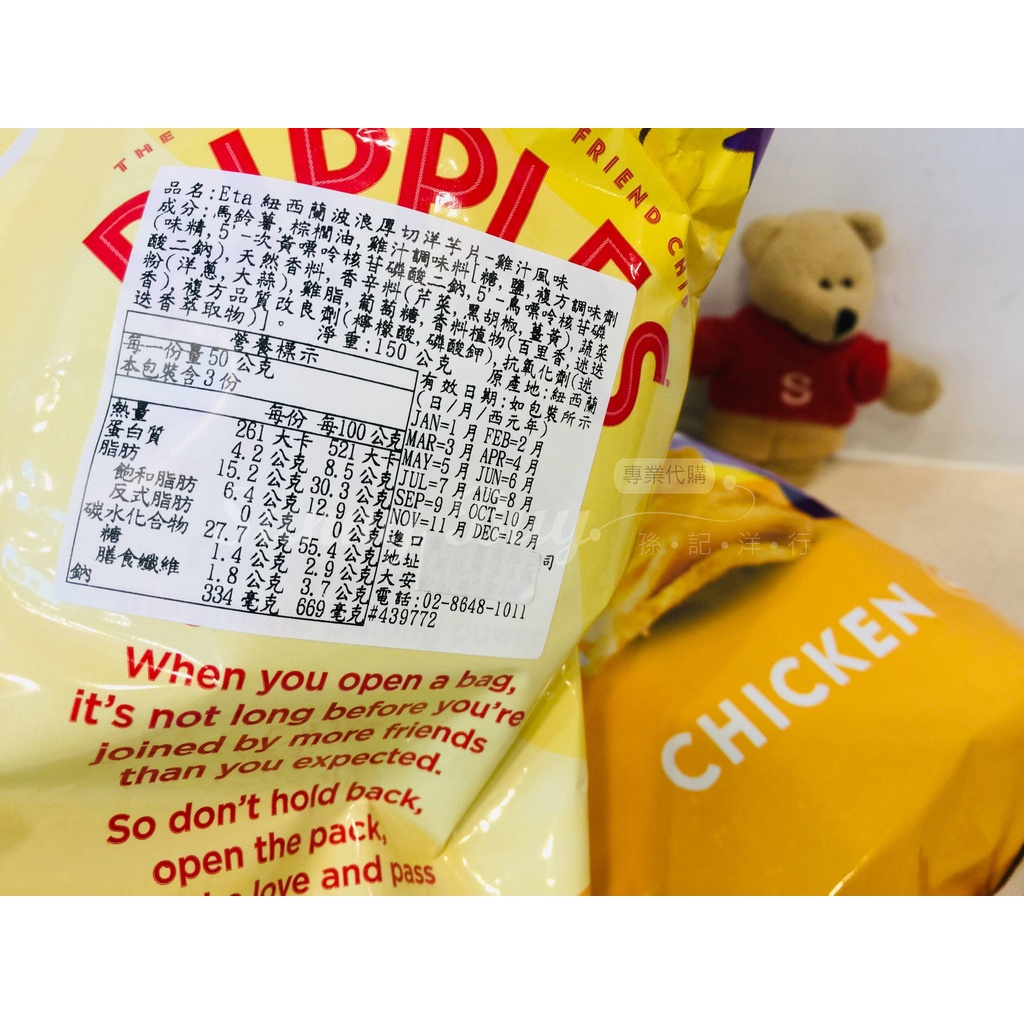 THE
RIPPLES
FRIEND CHIP
品名:Eta紐西蘭波浪厚切洋芋片-雞汁風味
成分:馬鈴薯,棕櫚油,雞汁調味料[糖,鹽,複方調味劑
(味精,5'-次黃嘌呤核苷磷酸二鈉,5'-鳥嘌呤核苷磷
酸二鈉),天然香料,香辛料(芹菜,黑胡椒,薑黃),蔬菜
粉(洋蔥,大蒜),雞脂,葡萄糖,香料植物(百里香,迷迭
香),複方品質改良劑(檸檬酸,磷酸鉀),抗氧化劑(迷
迭香萃取物)]。
淨重:150公克 原產地:紐西蘭
營養標示
每一份量50公克
本包裝含3份
每份 每100公克
熱量 261大卡 521大卡
蛋白質 4.2公克 8.5公克
脂肪 15.2公克 30.3公克
飽和脂肪 6.4公克 12.9公克
反式脂肪 0公克 0公克
碳水化合物 27.7公克 55.4公克
糖 1.4公克 2.9公克
膳食纖維 1.8公克 3.7公克
鈉 334毫克 669毫克
有效日期:如包裝所示
(日/月/西元年)
JAN=1月 FEB=2月
MAR=3月 APR=4月
MAY=5月 JUN=6月
JUL=7月 AUG=8月
SEP=9月 OCT=10月
NOV=11月 DEC=12月
進口 司
地址
大安
電話:02-8648-1011
#439772
S
專業代購
孫·記·洋·行
CHICKEN
When you open a bag,
it's not long before you're
joined by more friends
than you expected.
So don't hold back,
open the pack,
love and pass